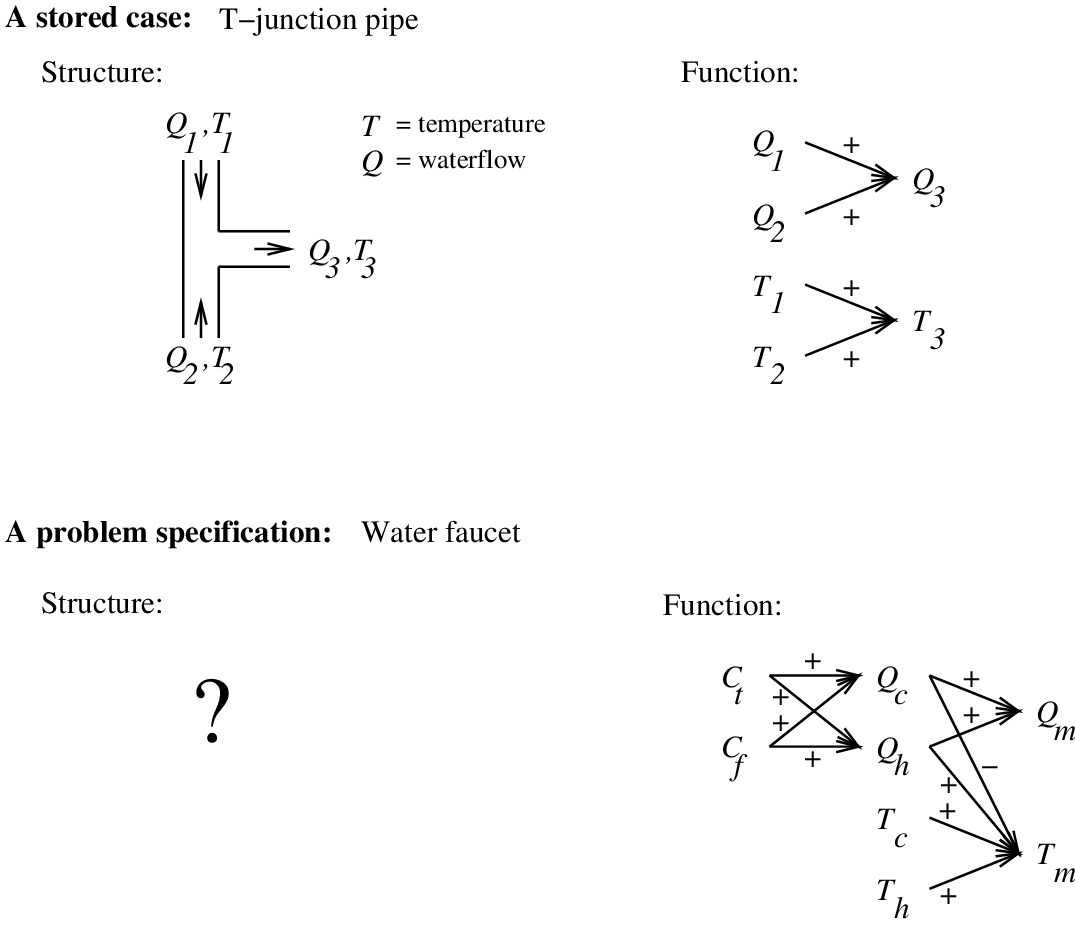 A stored case: T–junction pipe
Structure:
Function:
Q1,T1
T = temperature
Q = waterflow
Q3,T3
Q2,T2
Q1 + Q3
Q2 +
T1 + T3
T2 +
A problem specification: Water faucet
Structure:
Function:
?
Ct + Qc + Qm
+ +
+
Cf + Qh –
+
Tc + Tm
Th +